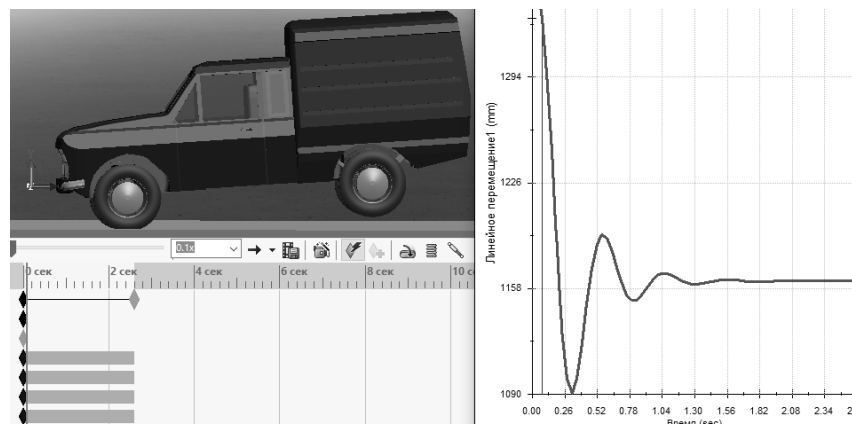 0.1x
0 сек 2 сек 4 сек 6 сек 8 сек 10 с
Линейное перемещение1 (mm)
1294
1226
1158
1090
0.00 0.26 0.52 0.78 1.04 1.30 1.56 1.82 2.08 2.34 2
Время (sec)